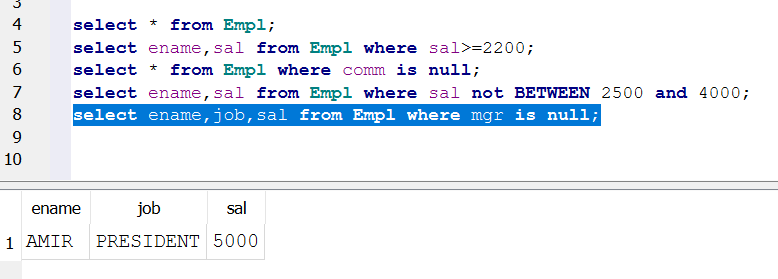 3
4 select * from Empl;
5 select ename,sal from Empl where sal>=2200;
6 select * from Empl where comm is null;
7 select ename,sal from Empl where sal not BETWEEN 2500 and 4000;
8 select ename,job,sal from Empl where mgr is null;
9
10
ename job sal
1 AMIR PRESIDENT 5000